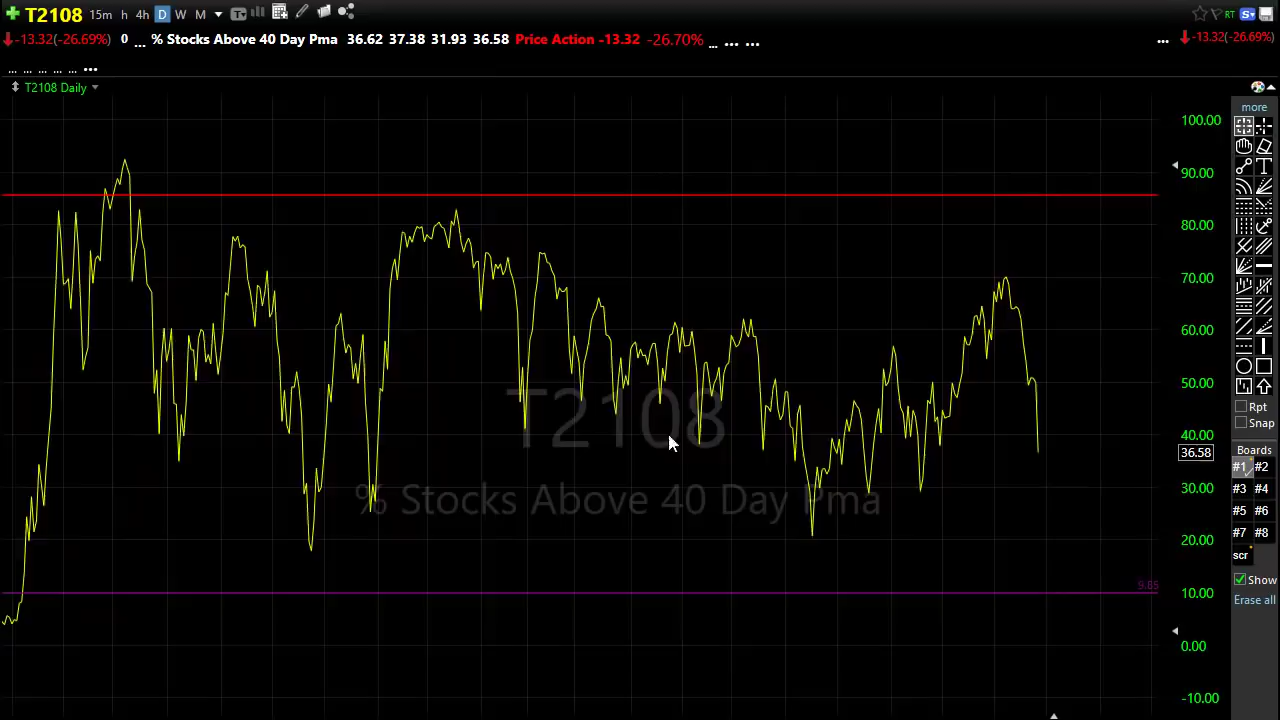 T2108 15m h 4h D W M RT S
-13.32(-26.69%) 0 ... % Stocks Above 40 Day Pma 36.62 37.38 31.93 36.58 Price Action -13.32 -26.70% ... ... ... ... -13.32(-26.69%)
... ... ... ... ... ...
T2108 Daily
more
100.00
90.00
80.00
70.00
60.00
50.00
40.00
36.58
30.00
20.00
10.00
0.00
-10.00
9.85
T2108
% Stocks Above 40 Day Pma
Rpt
Snap
Boards
#1 #2
#3 #4
#5 #6
#7 #8
scr
Show
Erase all